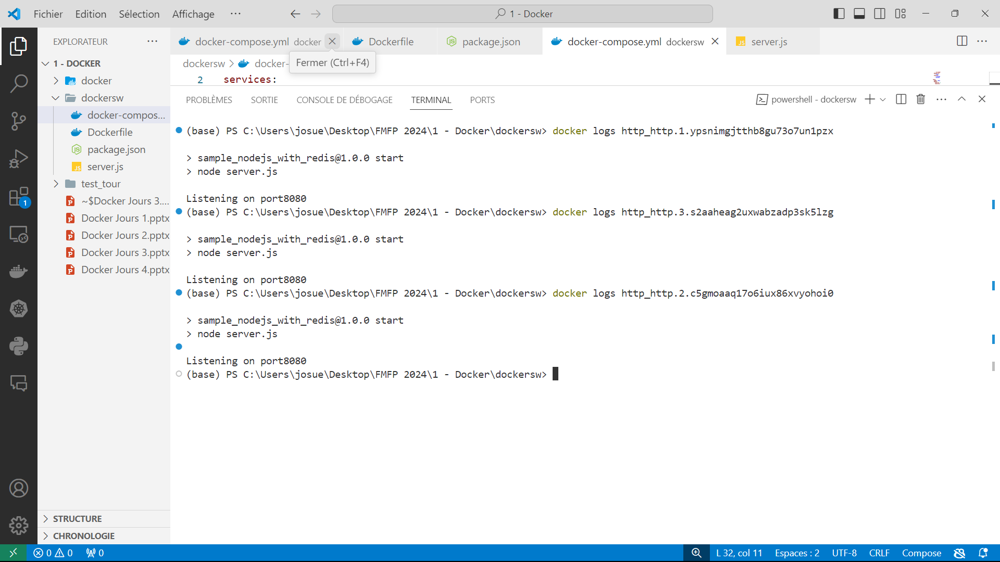 Fichier Edition Sélection Affichage ··· 1 - Docker
EXPLORATEUR ···
docker-compose.yml docker Dockerfile package.json docker-compose.yml dockersw JS server.js ···
1 - DOCKER
docker
dockersw
docker-compos...
Dockerfile
package.json
JS server.js
test_tour
~$Docker Jours 3....
Docker Jours 1.pptx
Docker Jours 2.pptx
Docker Jours 3.pptx
Docker Jours 4.pptx
1
STRUCTURE
CHRONOLOGIE
dockersw > docker-
Fermer (Ctrl+F4)
2 services:
PROBLÈMES SORTIE CONSOLE DE DÉBOGAGE TERMINAL PORTS powershell - dockersw ···
(base) PS C:\Users\josue\Desktop\FMFP 2024\1 - Docker\dockersw> docker logs http_http.1.ypsnimgjtthb8gu73o7un1pzx
> sample_nodejs_with_redis@1.0.0 start
> node server.js
Listening on port8080
(base) PS C:\Users\josue\Desktop\FMFP 2024\1 - Docker\dockersw> docker logs http_http.3.s2aaheag2uxwabzadp3sk5lzg
> sample_nodejs_with_redis@1.0.0 start
> node server.js
Listening on port8080
(base) PS C:\Users\josue\Desktop\FMFP 2024\1 - Docker\dockersw> docker logs http_http.2.c5gmoaaq17o6iux86xvyohoi0
> sample_nodejs_with_redis@1.0.0 start
> node server.js
Listening on port8080
(base) PS C:\Users\josue\Desktop\FMFP 2024\1 - Docker\dockersw>
0 0 0 L 32, col 11 Espaces : 2 UTF-8 CRLF Compose